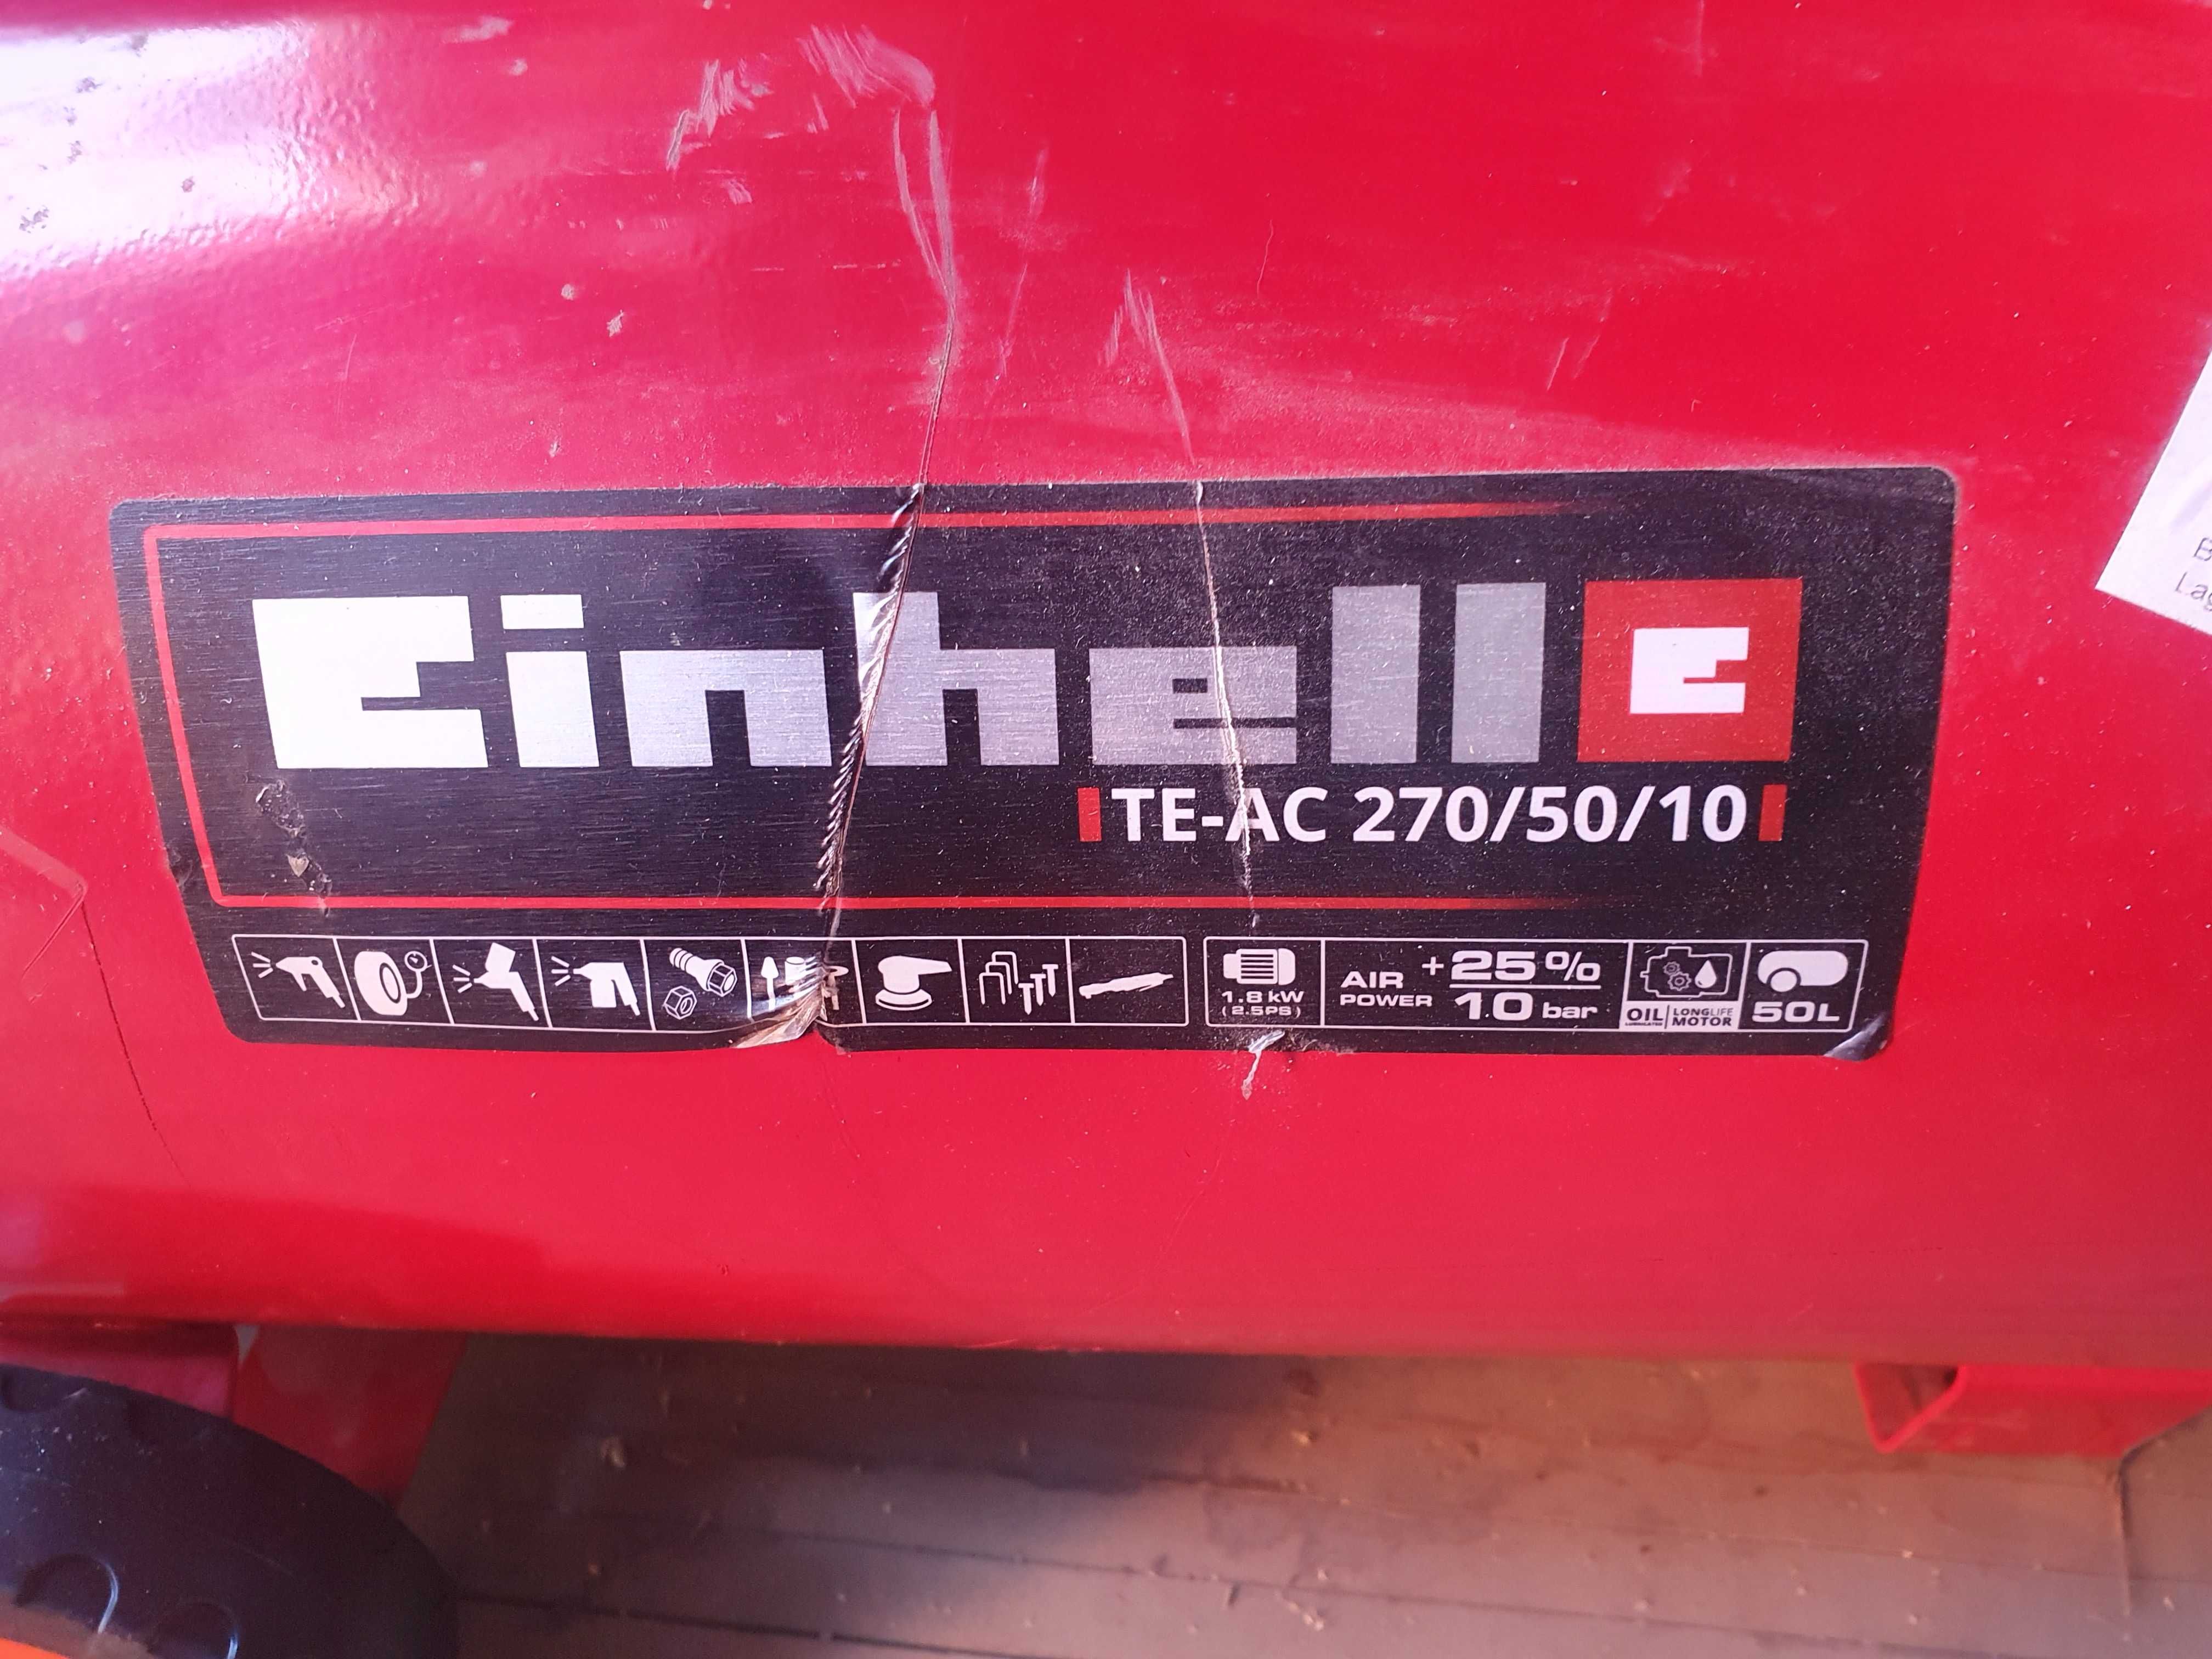 Einhell
TE-AC 270/50/10
1.8 kW
(2.5PS)
AIR
POWER
+25%
10 bar
OIL
LUBRICATED
LONGLIFE
MOTOR
50L